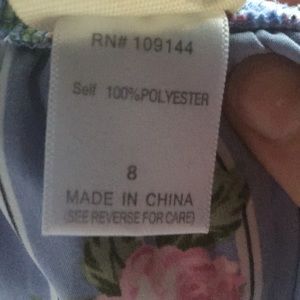 RN# 109144
Self 100%POLYESTER
8
MADE IN CHINA
(SEE REVERSE FOR CARE)